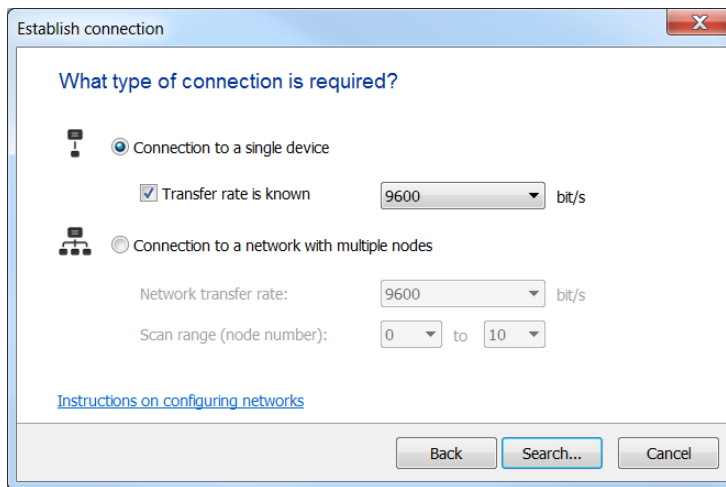 Establish connection
What type of connection is required?
Connection to a single device
Transfer rate is known 9600 bit/s
Connection to a network with multiple nodes
Network transfer rate: 9600 bit/s
Scan range (node number): 0 to 10
Instructions on configuring networks
Back Search... Cancel